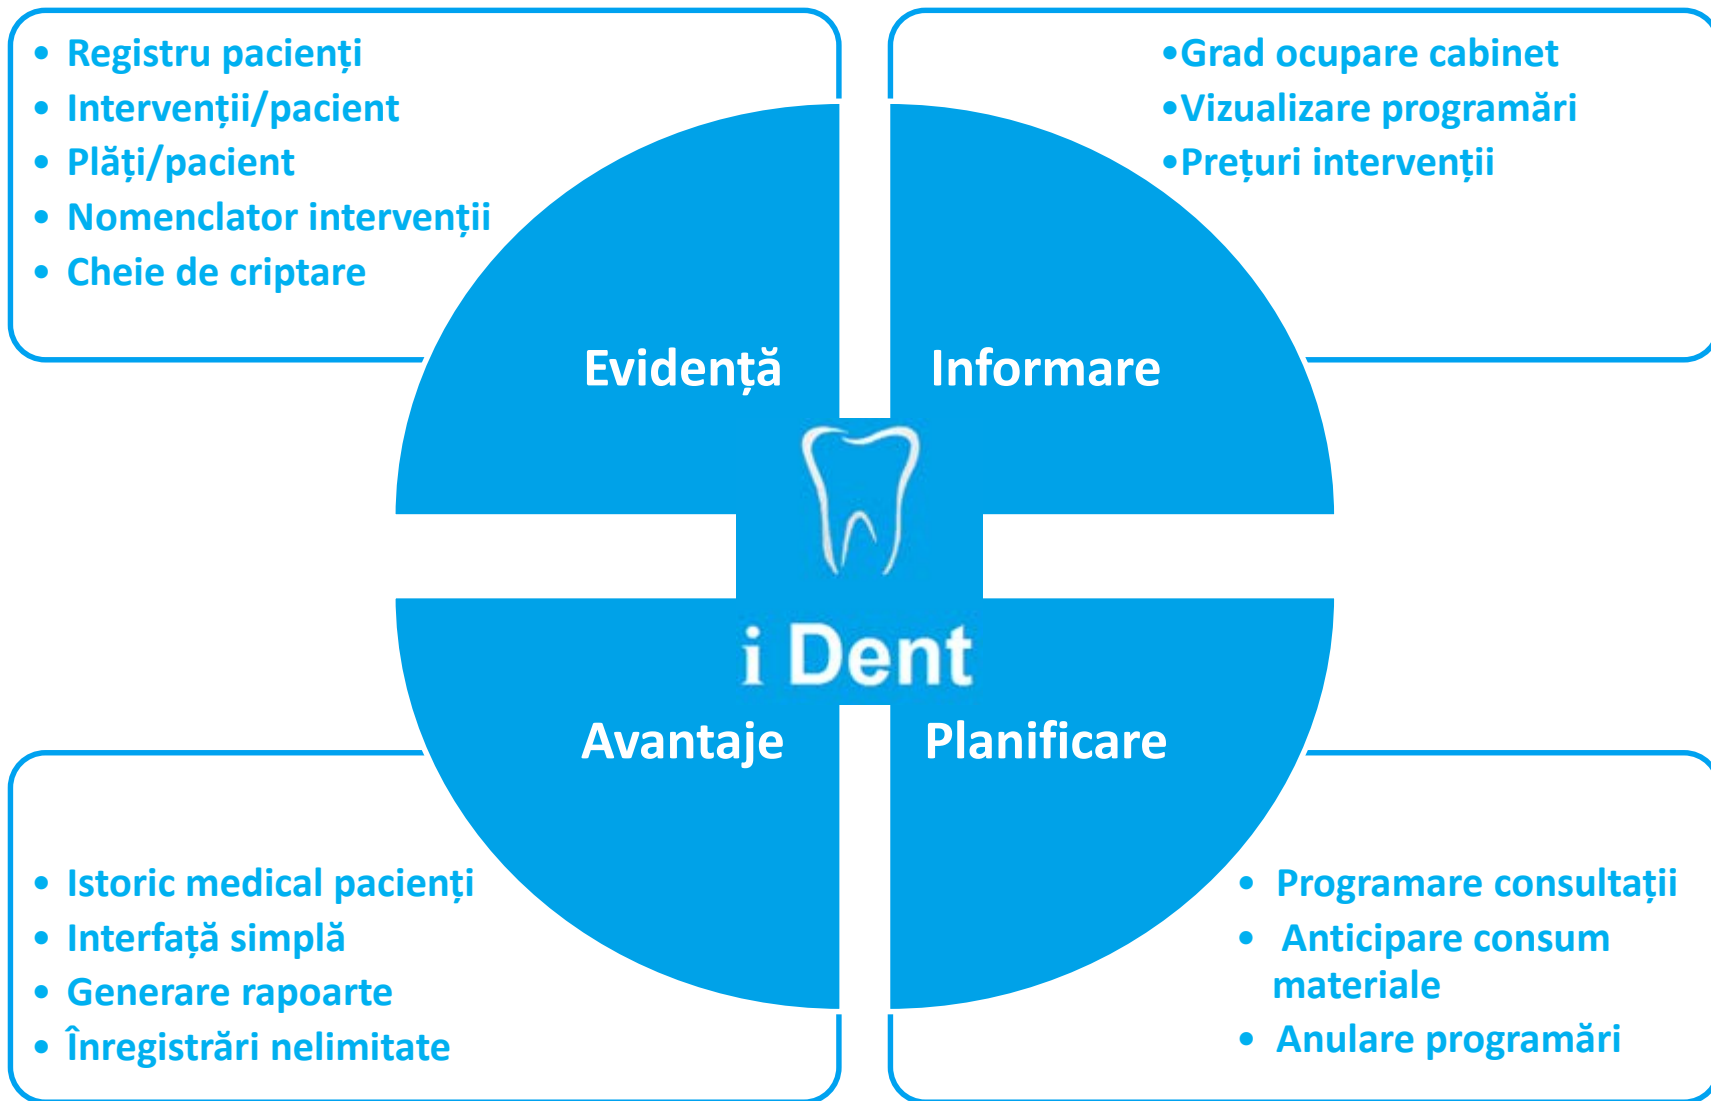 • Registru pacienți
• Intervenții/pacient
• Plăți/pacient
• Nomenclator intervenții
• Cheie de criptare
•Grad ocupare cabinet
•Vizualizare programări
•Prețuri intervenții
Evidență
Informare
i Dent
Avantaje
Planificare
• Istoric medical pacienți
• Interfață simplă
• Generare rapoarte
• Înregistrări nelimitate
• Programare consultații
• Anticipare consum
materiale
• Anulare programări